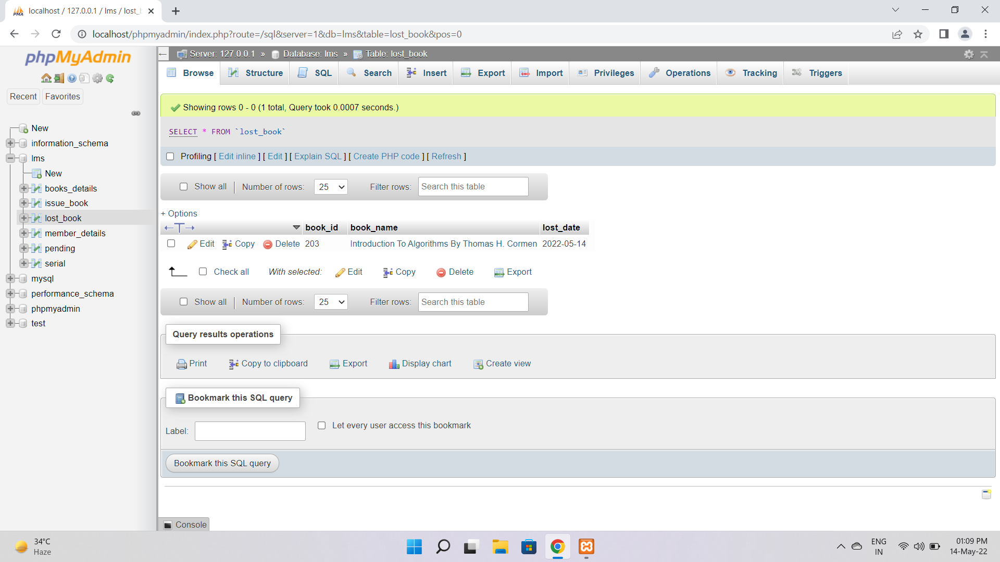 localhost / 127.0.0.1 / lms / lost_b
localhost/phpmyadmin/index.php?route=/sql&server=1&db=lms&table=lost_book&pos=0
phpMyAdmin
Recent Favorites
New
information_schema
lms
New
books_details
issue_book
lost_book
member_details
pending
serial
mysql
performance_schema
phpmyadmin
test
Server: 127.0.0.1 » Database: lms » Table: lost_book
Browse Structure SQL Search Insert Export Import Privileges Operations Tracking Triggers
Showing rows 0 - 0 (1 total, Query took 0.0007 seconds.)
SELECT * FROM `lost_book`
Profiling [ Edit inline ] [ Edit ] [ Explain SQL ] [ Create PHP code ] [ Refresh ]
Show all Number of rows: 25 Filter rows: Search this table
+ Options
←T→ book_id book_name lost_date
Edit Copy Delete 203 Introduction To Algorithms By Thomas H. Cormen 2022-05-14
Check all With selected: Edit Copy Delete Export
Show all Number of rows: 25 Filter rows: Search this table
Query results operations
Print Copy to clipboard Export Display chart Create view
Bookmark this SQL query
Label: Let every user access this bookmark
Bookmark this SQL query
Console
34°C
Haze
ENG
IN
01:09 PM
14-May-22